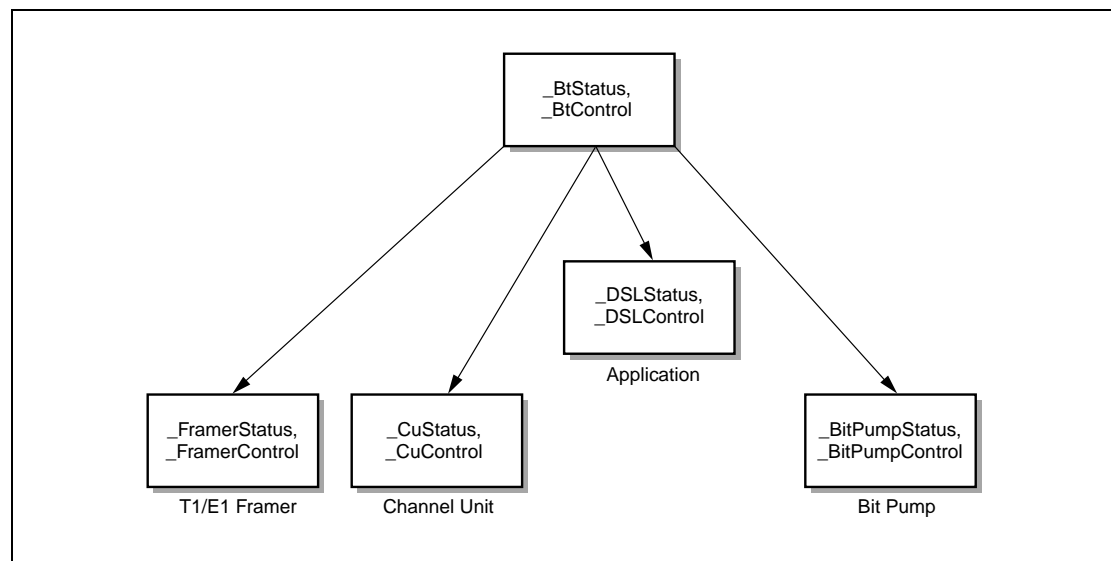 _BtStatus,
_BtControl
_DSLStatus,
_DSLControl
Application
_FramerStatus,
_FramerControl
T1/E1 Framer
_CuStatus,
_CuControl
Channel Unit
_BitPumpStatus,
_BitPumpControl
Bit Pump